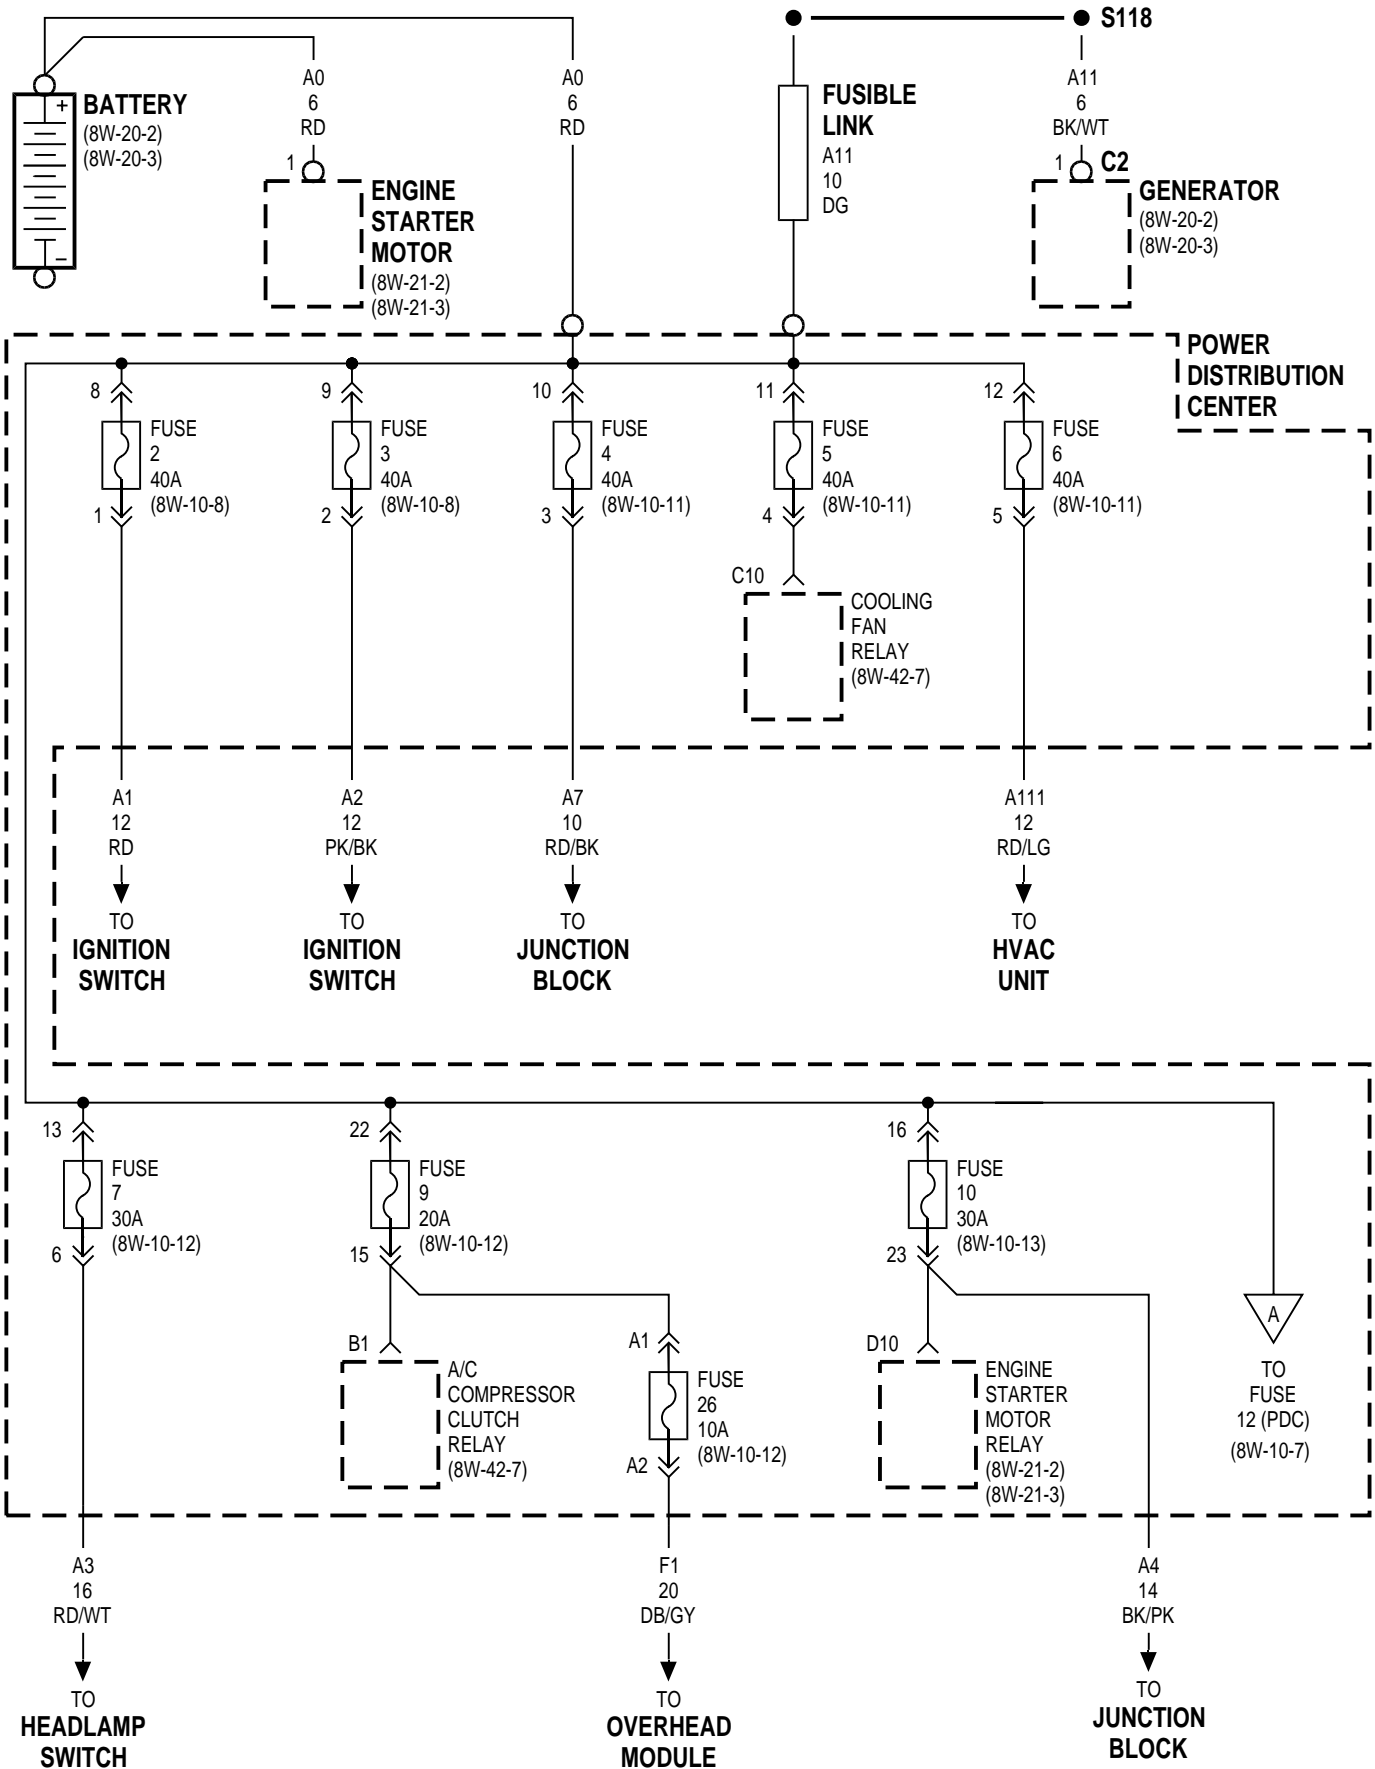 S118
A0
6
RD
A0
6
RD
A11
6
BK/WT
BATTERY
(8W-20-2)
(8W-20-3)
+
–
1
ENGINE
STARTER
MOTOR
(8W-21-2)
(8W-21-3)
FUSIBLE
LINK
A11
10
DG
1
C2
GENERATOR
(8W-20-2)
(8W-20-3)
POWER
DISTRIBUTION
CENTER
8
FUSE
2
40A
(8W-10-8)
1
9
FUSE
3
40A
(8W-10-8)
2
10
FUSE
4
40A
(8W-10-11)
3
11
FUSE
5
40A
(8W-10-11)
4
12
FUSE
6
40A
(8W-10-11)
5
C10
COOLING
FAN
RELAY
(8W-42-7)
A1
12
RD
TO
IGNITION
SWITCH
A2
12
PK/BK
TO
IGNITION
SWITCH
A7
10
RD/BK
TO
JUNCTION
BLOCK
A111
12
RD/LG
TO
HVAC
UNIT
13
FUSE
7
30A
(8W-10-12)
6
22
FUSE
9
20A
(8W-10-12)
15
16
FUSE
10
30A
(8W-10-13)
23
B1
A/C
COMPRESSOR
CLUTCH
RELAY
(8W-42-7)
A1
FUSE
26
10A
(8W-10-12)
A2
D10
ENGINE
STARTER
MOTOR
RELAY
(8W-21-2)
(8W-21-3)
A
TO
FUSE
12 (PDC)
(8W-10-7)
A3
16
RD/WT
TO
HEADLAMP
SWITCH
F1
20
DB/GY
TO
OVERHEAD
MODULE
A4
14
BK/PK
TO
JUNCTION
BLOCK